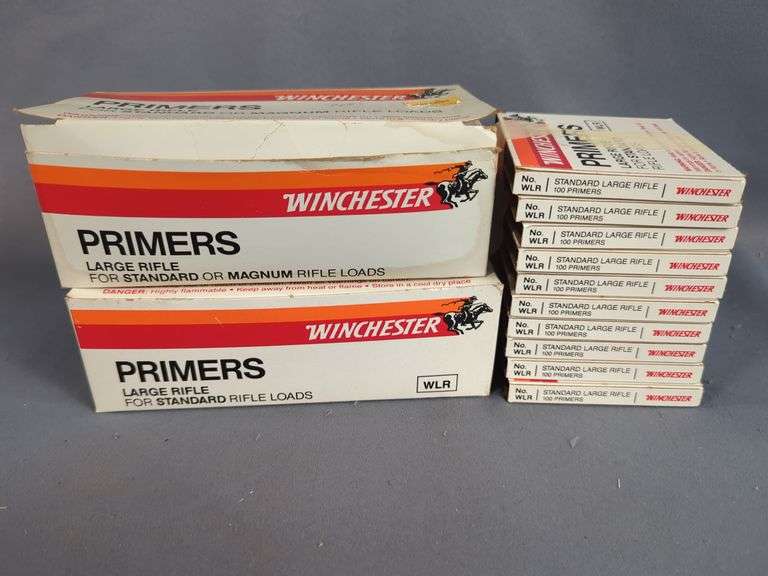 PRIMERS
WINCHESTER
STANDARD OR MAGNUM RIFLE LOADS
WINCHESTER
PRIMERS
LARGE RIFLE
FOR STANDARD OR MAGNUM RIFLE LOADS
DANGER: Highly flammable • Keep away from heat or flame • Store in a cool dry place
WINCHESTER
PRIMERS
LARGE RIFLE
FOR STANDARD RIFLE LOADS
WLR
WINCHESTER
PRIMERS
No. WLR STANDARD LARGE RIFLE 100 PRIMERS WINCHESTER
No. WLR STANDARD LARGE RIFLE 100 PRIMERS WINCHESTER
No. WLR STANDARD LARGE RIFLE 100 PRIMERS WINCHESTER
No. WLR STANDARD LARGE RIFLE 100 PRIMERS WINCHESTER
No. WLR STANDARD LARGE RIFLE 100 PRIMERS WINCHESTER
No. WLR STANDARD LARGE RIFLE 100 PRIMERS WINCHESTER
No. WLR STANDARD LARGE RIFLE 100 PRIMERS WINCHESTER
No. WLR STANDARD LARGE RIFLE 100 PRIMERS WINCHESTER
No. WLR STANDARD LARGE RIFLE 100 PRIMERS WINCHESTER
No. WLR STANDARD LARGE RIFLE 100 PRIMERS WINCHESTER